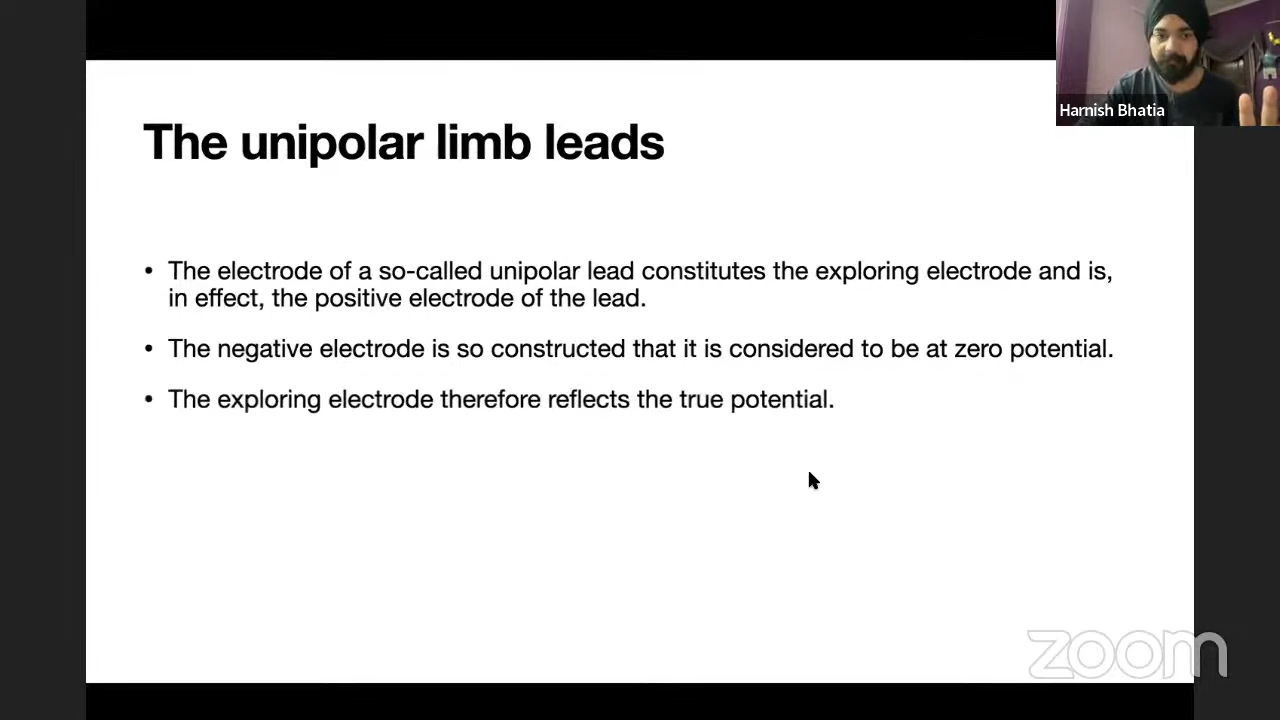 Harnish Bhatia
The unipolar limb leads
• The electrode of a so-called unipolar lead constitutes the exploring electrode and is,
in effect, the positive electrode of the lead.
• The negative electrode is so constructed that it is considered to be at zero potential.
• The exploring electrode therefore reflects the true potential.
zoom